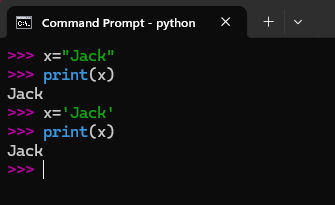 Command Prompt - python
>>> x="Jack"
>>> print(x)
Jack
>>> x='Jack'
>>> print(x)
Jack
>>>